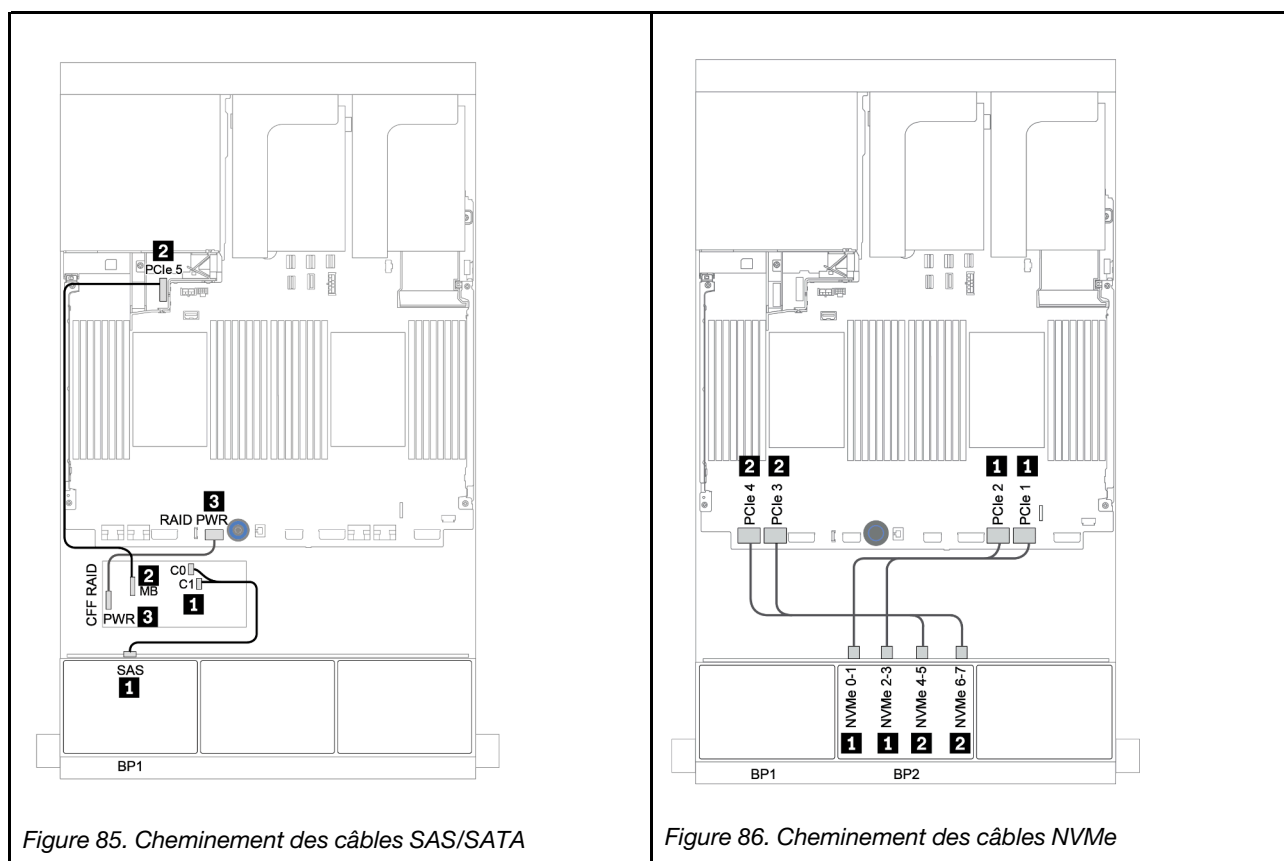 2
PCIe 5
3
RAID PWR
CFF RAID
2
MB
C0
C1
1
PWR 3
SAS
1
BP1
Figure 85. Cheminement des câbles SAS/SATA
2 2 1 1
PCIe 4 PCIe 3 PCIe 2 PCIe 1
NVMe 0-1 NVMe 2-3 NVMe 4-5 NVMe 6-7
1 1 2 2
BP1 BP2
Figure 86. Cheminement des câbles NVMe